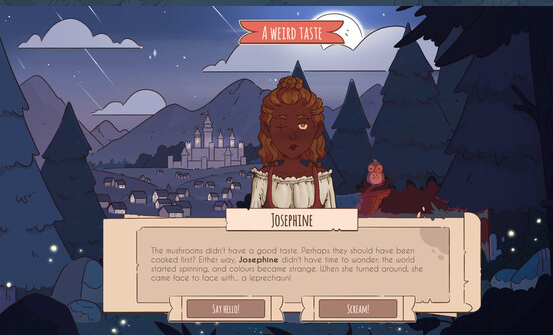 A WEIRD TASTE
JOSEPHINE
The mushrooms didn't have a good taste. Perhaps they should have been
cooked first? Either way, Josephine didn't have time to wonder: the world
started spinning, and colours became strange. When she turned around, she
came face to face with... a leprechaun!
SAY HELLO!
SCREAM!